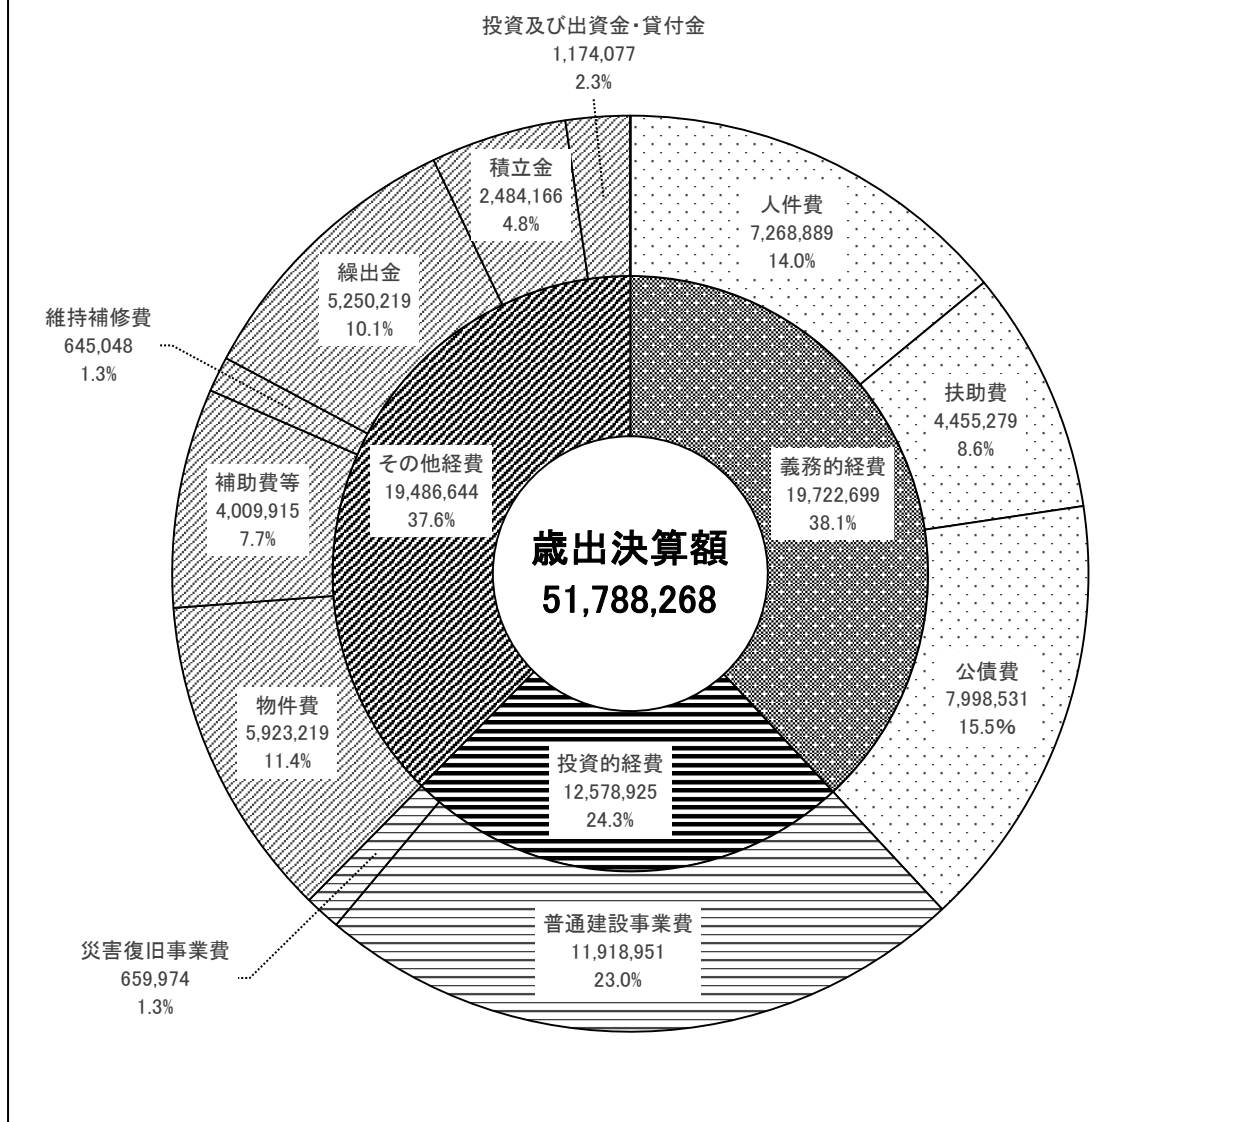 投資及び出資金・貸付金
1,174,077
2.3%
積立金
2,484,166
4.8%
人件費
7,268,889
14.0%
繰出金
5,250,219
10.1%
維持補修費
645,048
1.3%
扶助費
4,455,279
8.6%
その他経費
19,486,644
37.6%
義務的経費
19,722,699
38.1%
補助費等
4,009,915
7.7%
歳出決算額
51,788,268
公債費
7,998,531
15.5%
物件費
5,923,219
11.4%
投資的経費
12,578,925
24.3%
普通建設事業費
11,918,951
23.0%
災害復旧事業費
659,974
1.3%